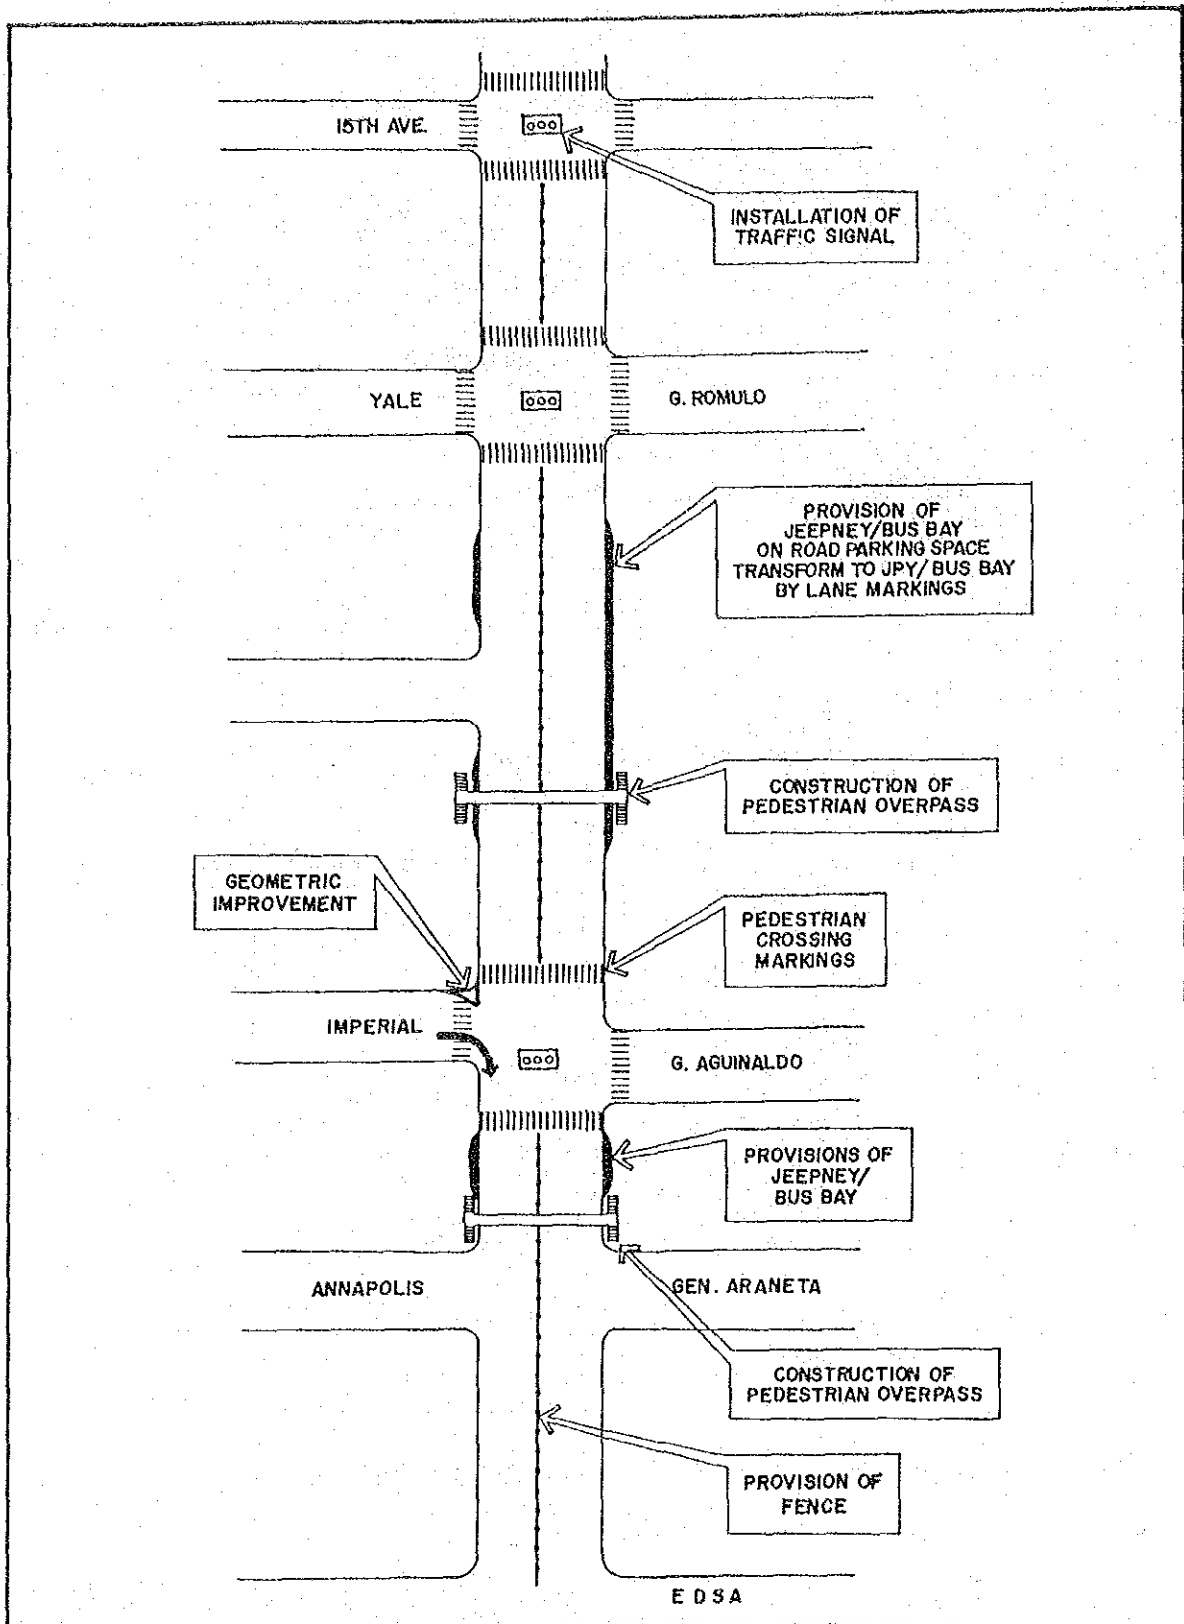 15TH AVE.
INSTALLATION OF
TRAFFIC SIGNAL
YALE
G. ROMULO
PROVISION OF
JEEPNEY/BUS BAY
ON ROAD PARKING SPACE
TRANSFORM TO JPY/BUS BAY
BY LANE MARKINGS
CONSTRUCTION OF
PEDESTRIAN OVERPASS
GEOMETRIC
IMPROVEMENT
PEDESTRIAN
CROSSING
MARKINGS
IMPERIAL
G. AGUINALDO
PROVISIONS OF
JEEPNEY/
BUS BAY
ANNAPOLIS
GEN. ARANETA
CONSTRUCTION OF
PEDESTRIAN OVERPASS
PROVISION OF
FENCE
EDSA